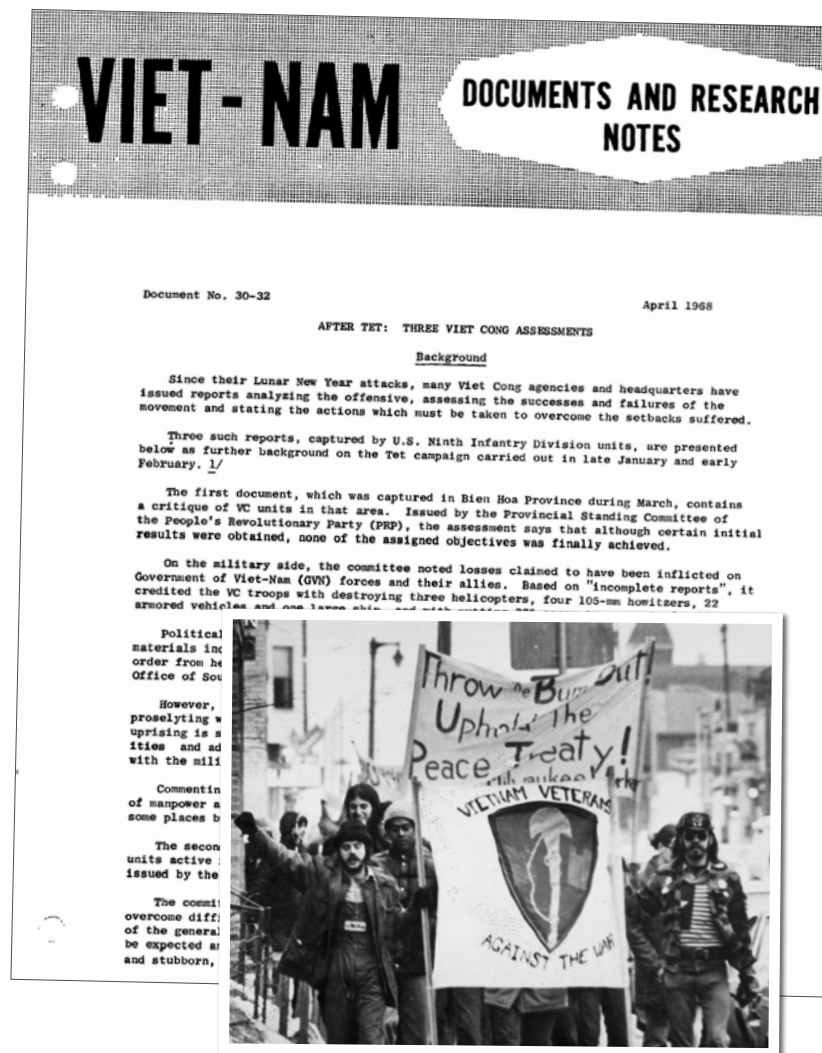 VIET-NAM
DOCUMENTS AND RESEARCH
NOTES
Document No. 30-32
April 1968
AFTER TET: THREE VIET CONG ASSESSMENTS
Background
Since their Lunar New Year attacks, many Viet Cong agencies and headquarters have
issued reports analyzing the offensive, assessing the successes and failures of the
movement and stating the actions which must be taken to overcome the setbacks suffered.
Three such reports, captured by U.S. Ninth Infantry Division units, are presented
below as further background on the Tet campaign carried out in late January and early
February. 1/
The first document, which was captured in Bien Hoa Province during March, contains
a critique of VC units in that area. Issued by the Provincial Standing Committee of
the People's Revolutionary Party (PRP), the assessment says that although certain initial
results were obtained, none of the assigned objectives was finally achieved.
On the military side, the committee noted losses claimed to have been inflicted on
Government of Viet-Nam (GVN) forces and their allies. Based on "incomplete reports", it
credited the VC troops with destroying three helicopters, four 105-mm howitzers, 22
armored vehicles and one large ship, and with
Political
materials inc
order from he
Office of Sou
However,
proselyting w
uprising is s
ities and ad
with the mili
Commentin
of manpower a
some places b
The secon
units active
issued by the
The commit
overcome diffi
of the general
be expected a
and stubborn,
Throw the Bum Out!
Uphold The
Peace Treaty!
VIETNAM VETERANS
AGAINST THE WAR